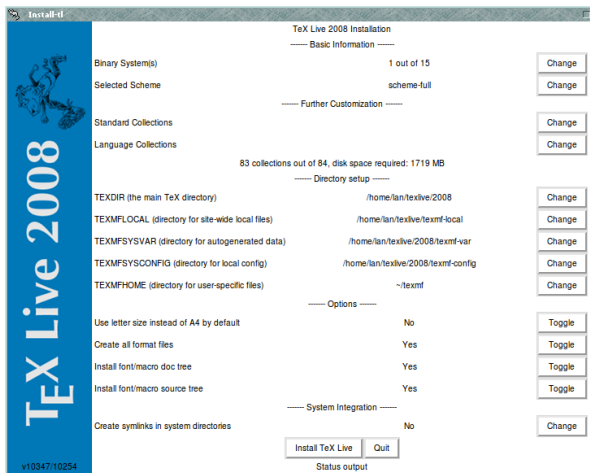 Install-tl
TeX Live 2008 Installation
------ Basic Information ------
Binary System(s) 1 out of 15 Change
Selected Scheme scheme-full Change
------ Further Customization ------
Standard Collections Change
Language Collections Change
83 collections out of 84, disk space required: 1719 MB
------ Directory setup ------
TEXDIR (the main TeX directory) /home/lan/texlive/2008 Change
TEXMFLOCAL (directory for site-wide local files) /home/lan/texlive/texmf-local Change
TEXMFSYSVAR (directory for autogenerated data) /home/lan/texlive/2008/texmf-var Change
TEXMFSYSCONFIG (directory for local config) /home/lan/texlive/2008/texmf-config Change
TEXMFHOME (directory for user-specific files) ~/texmf Change
------ Options ------
Use letter size instead of A4 by default No Toggle
Create all format files Yes Toggle
Install font/macro doc tree Yes Toggle
Install font/macro source tree Yes Toggle
------ System Integration ------
Create symlinks in system directories No Change
Install TeX Live Quit
Status output
TEX Live 2008
v10347/10254